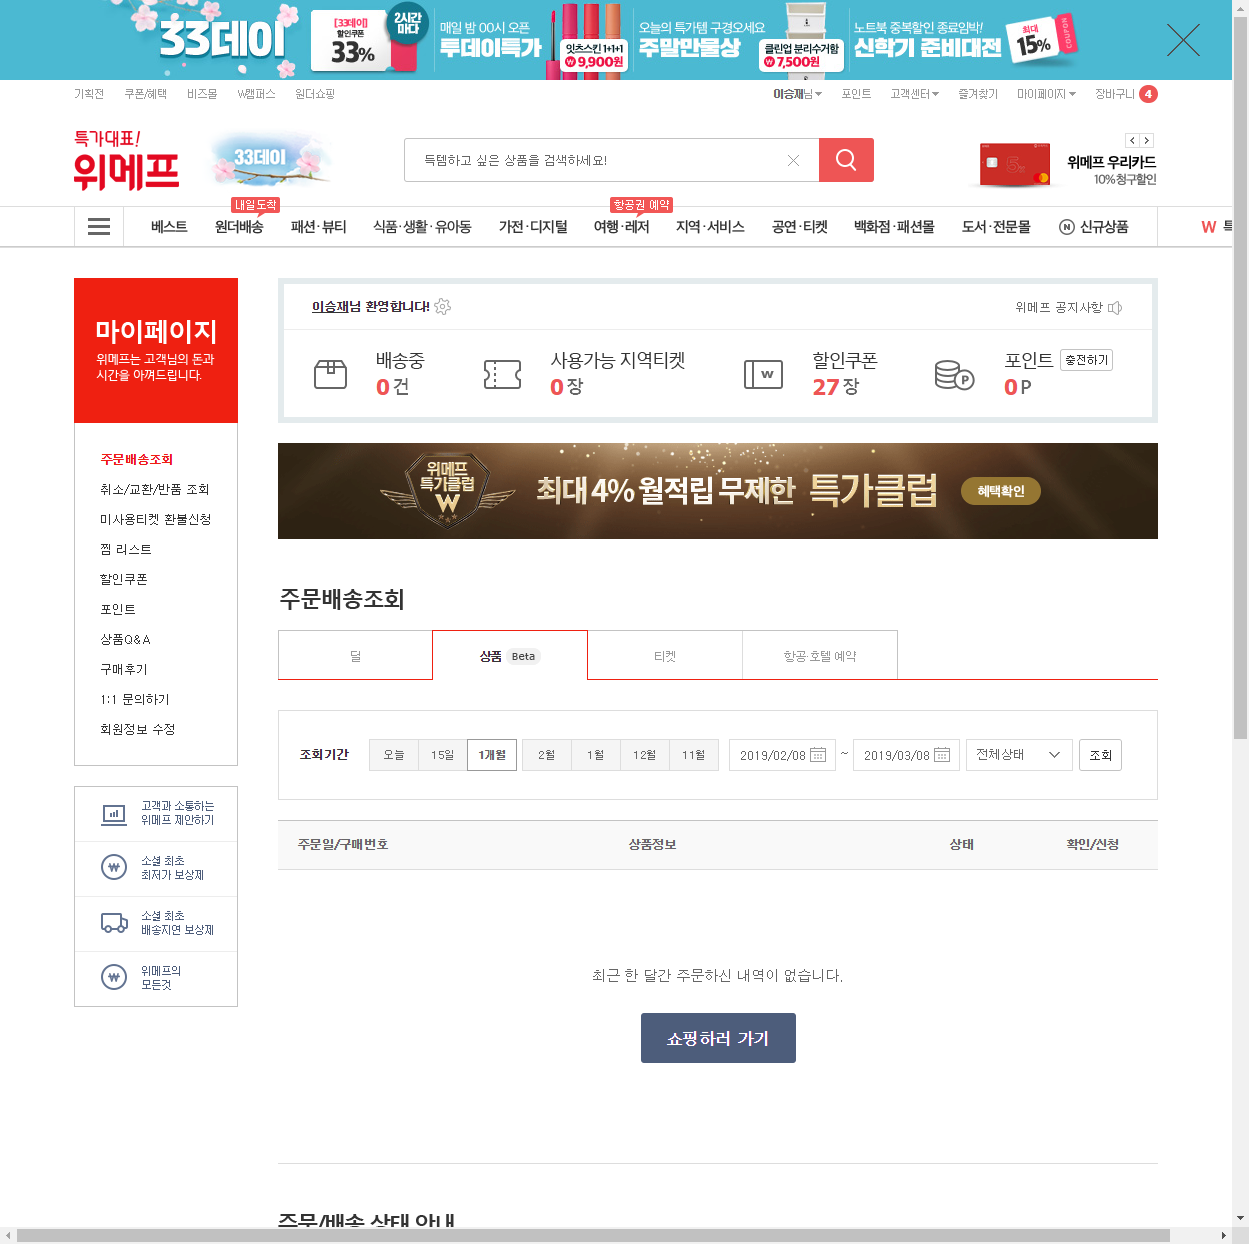 33데이
[33데이]
할인쿠폰
33%
2시간
마다
매일 밤 00시 오픈
투데이특가
잇츠스킨 1+1+1
9,900원
오늘의 특가템 구경오세요
주말만물상
클린업 분리수거함
7,500원
노트북 중복할인 종료임박!
신학기 준비대전
최대
15%
COUPON
기획전 쿠폰/혜택 비즈몰 W캠퍼스 원더쇼핑
이승재님 포인트 고객센터 즐겨찾기 마이페이지 장바구니 4
특가대표!
위메프
33데이
득템하고 싶은 상품을 검색하세요!
위메프 우리카드
10% 청구할인
내일도착
항공권 예약
베스트 원더배송 패션·뷰티 식품·생활·유아동 가전·디지털 여행·레저 지역·서비스 공연·티켓 백화점·패션몰 도서·전문몰 N 신규상품 W 특
마이페이지
위메프는 고객님의 돈과
시간을 아껴드립니다.
주문배송조회
취소/교환/반품 조회
미사용티켓 환불신청
찜 리스트
할인쿠폰
포인트
상품Q&A
구매후기
1:1 문의하기
회원정보 수정
고객과 소통하는
위메프 제안하기
소셜 최초
최저가 보상제
소셜 최초
배송지연 보상제
위메프의
모든것
이승재님 환영합니다!
위메프 공지사항
배송중
0건
사용가능 지역티켓
0장
할인쿠폰
27장
포인트 충전하기
0P
위메프
특가클럽
W
최대 4% 월적립 무제한 특가클럽
혜택확인
주문배송조회
딜 상품 Beta 티켓 항공·호텔 예약
조회기간 오늘 15일 1개월 2월 1월 12월 11월 2019/02/08 ~ 2019/03/08 전체상태 조회
주문일/구매번호 상품정보 상태 확인/신청
최근 한 달간 주문하신 내역이 없습니다.
쇼핑하러 가기
주문/배송 상태 안내